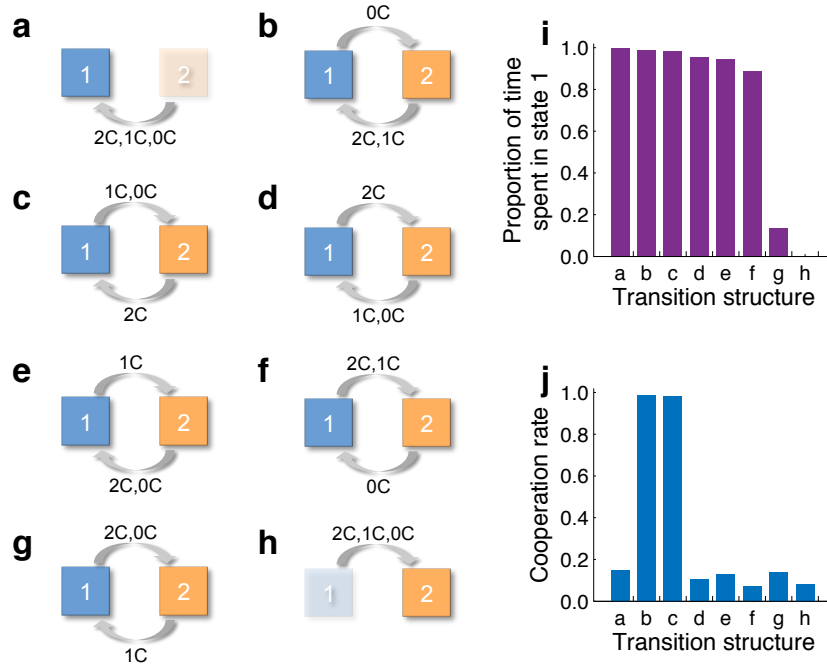 a
1
2
2C,1C,0C
b
0C
1
2
2C,1C
c
1C,0C
1
2
2C
d
2C
1
2
1C,0C
e
1C
1
2
2C,0C
f
2C,1C
1
2
0C
g
2C,0C
1
2
1C
h
2C,1C,0C
1
2
i
Proportion of time
spent in state 1
1.0
0.8
0.6
0.4
0.2
0.0
a b c d e f g h
Transition structure
j
Cooperation rate
1.0
0.8
0.6
0.4
0.2
0.0
a b c d e f g h
Transition structure